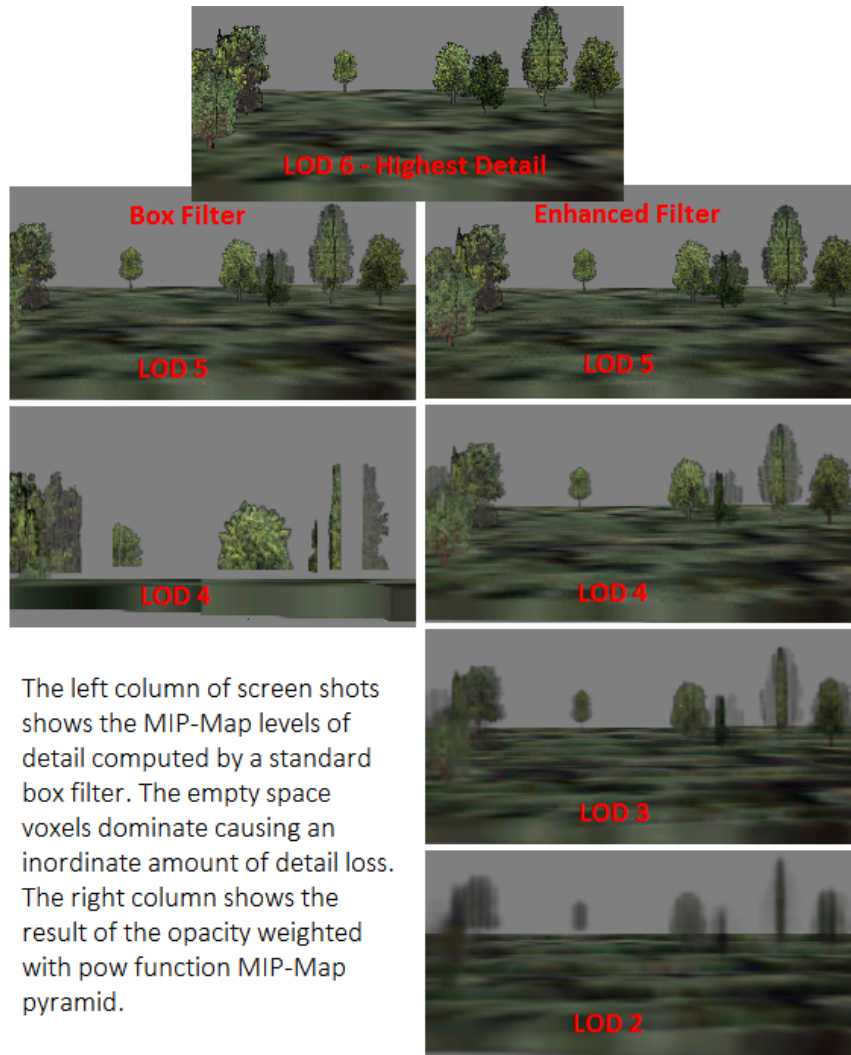 LOD 6 - Highest Detail
Box Filter
Enhanced Filter
LOD 5
LOD 5
LOD 4
LOD 4
The left column of screen shots
shows the MIP-Map levels of
detail computed by a standard
box filter. The empty space
voxels dominate causing an
inordinate amount of detail loss.
The right column shows the
result of the opacity weighted
with pow function MIP-Map
pyramid.
LOD 3
LOD 2